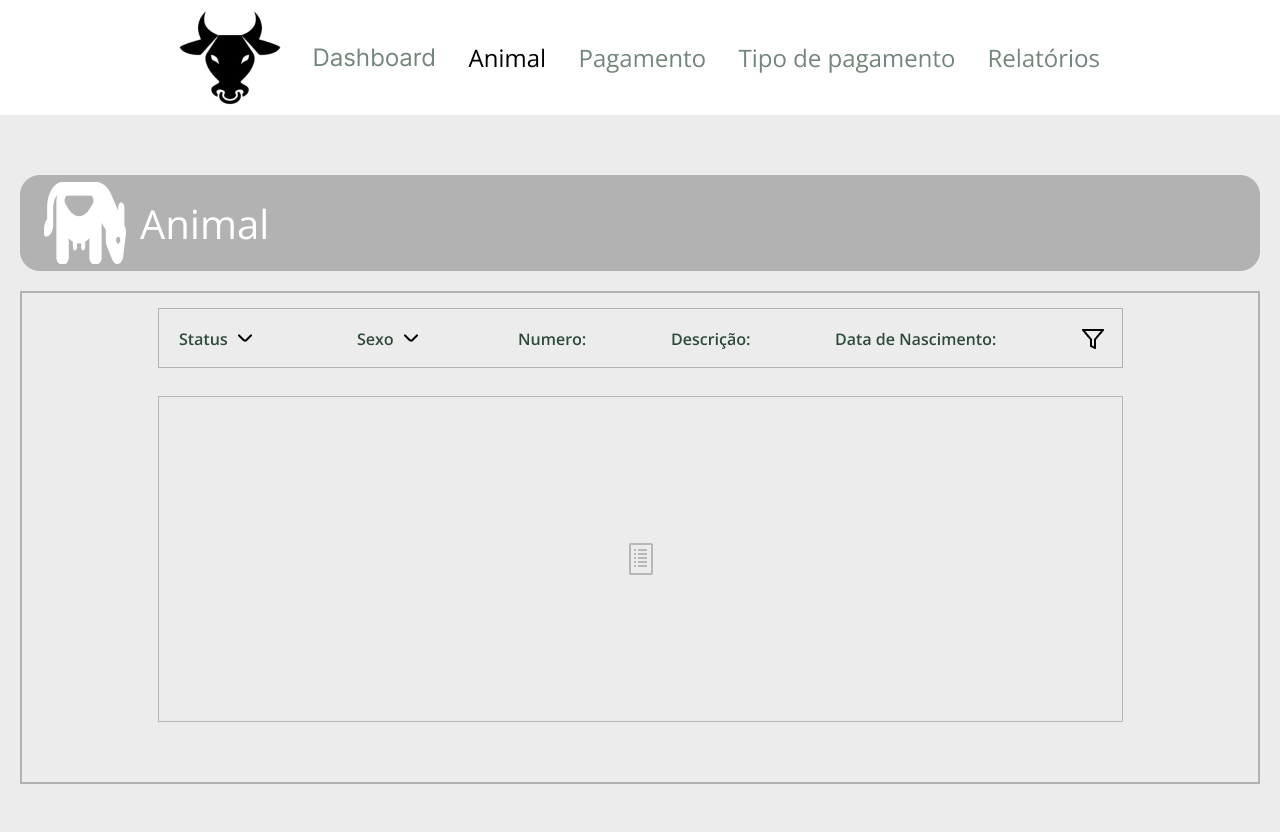 Dashboard Animal Pagamento Tipo de pagamento Relatórios
Animal
Status Sexo Numero: Descrição: Data de Nascimento: